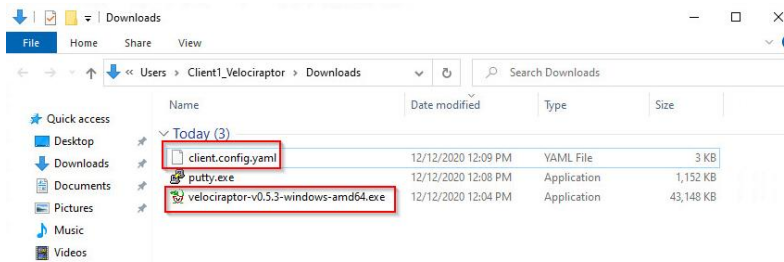 Downloads
File Home Share View
« Users › Client1_Velociraptor › Downloads
Search Downloads
Name Date modified Type Size
Quick access
Today (3)
Desktop
client.config.yaml 12/12/2020 12:09 PM YAML File 3 KB
Downloads
putty.exe 12/12/2020 12:08 PM Application 1,152 KB
Documents
velociraptor-v0.5.3-windows-amd64.exe 12/12/2020 12:04 PM Application 43,148 KB
Pictures
Music
Videos